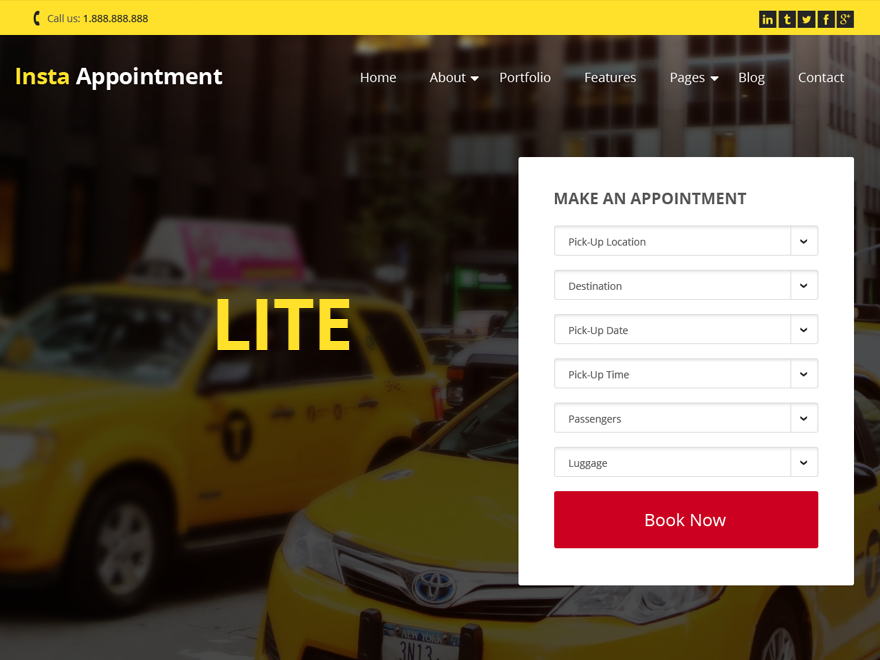 Call us: 1.888.888.888
Insta Appointment
Home About Portfolio Features Pages Blog Contact
MAKE AN APPOINTMENT
Pick-Up Location
Destination
Pick-Up Date
Pick-Up Time
Passengers
Luggage
Book Now
LITE
NEW YORK
3N13